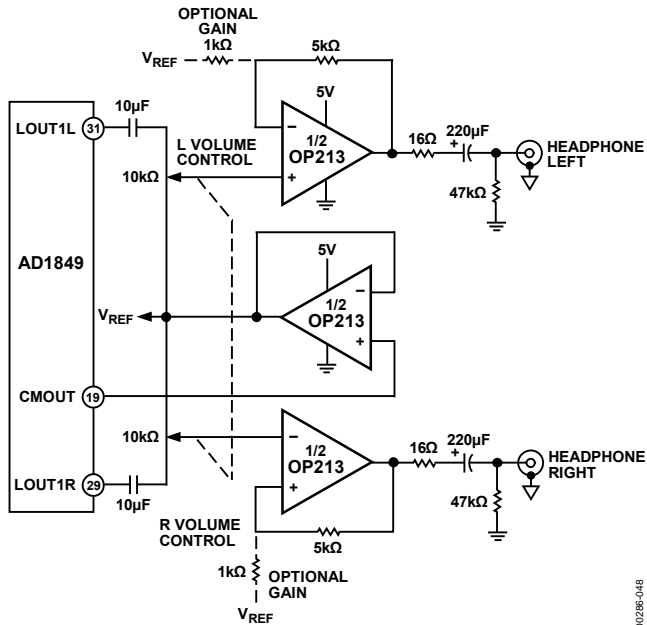 OPTIONAL
GAIN
1kΩ
VREF
5kΩ
5V
10µF
LOUT1L
31
L VOLUME
CONTROL
−
1/2
OP213
+
16Ω
220µF
+
HEADPHONE
LEFT
10kΩ
47kΩ
AD1849
5V
−
1/2
OP213
+
VREF
CMOUT
19
10kΩ
−
1/2
OP213
+
16Ω
220µF
+
HEADPHONE
RIGHT
LOUT1R
29
10µF
47kΩ
R VOLUME
CONTROL
5kΩ
1kΩ
OPTIONAL
GAIN
VREF
00286-048